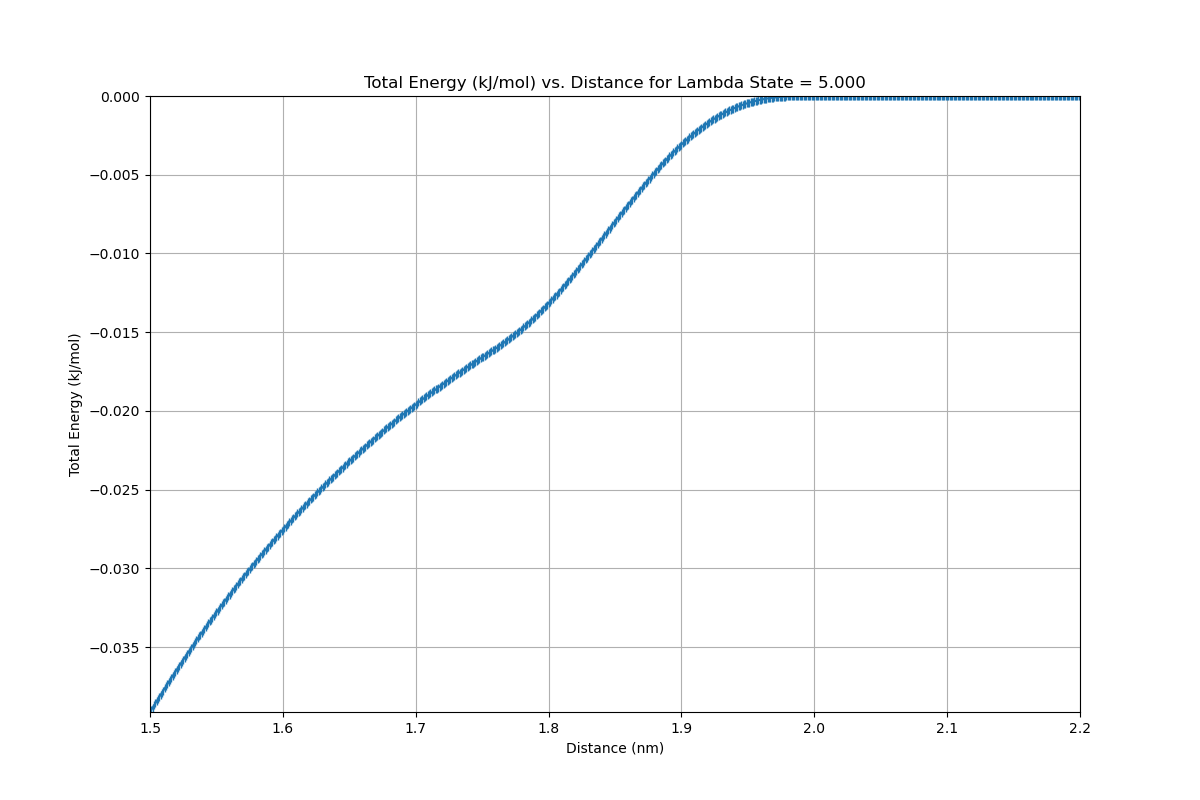 Total Energy (kJ/mol) vs. Distance for Lambda State = 5.000
0.000
−0.005
−0.010
−0.015
−0.020
−0.025
−0.030
−0.035
Total Energy (kJ/mol)
1.5 1.6 1.7 1.8 1.9 2.0 2.1 2.2
Distance (nm)